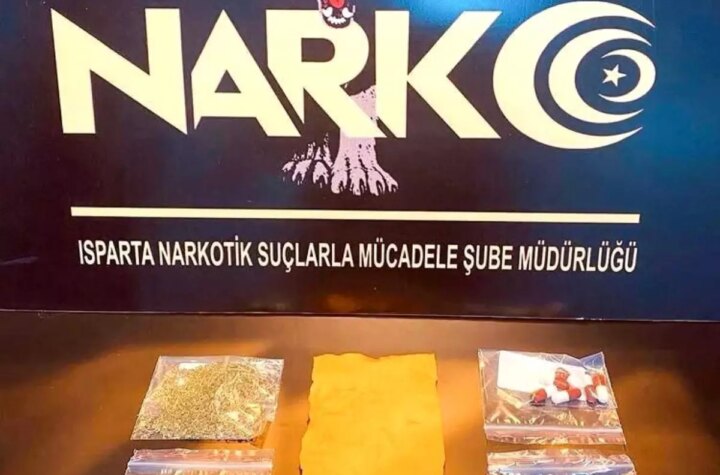 NARKO
ISPARTA NARKOTİK SUÇLARLA MÜCADELE ŞUBE MÜDÜRLÜĞÜ